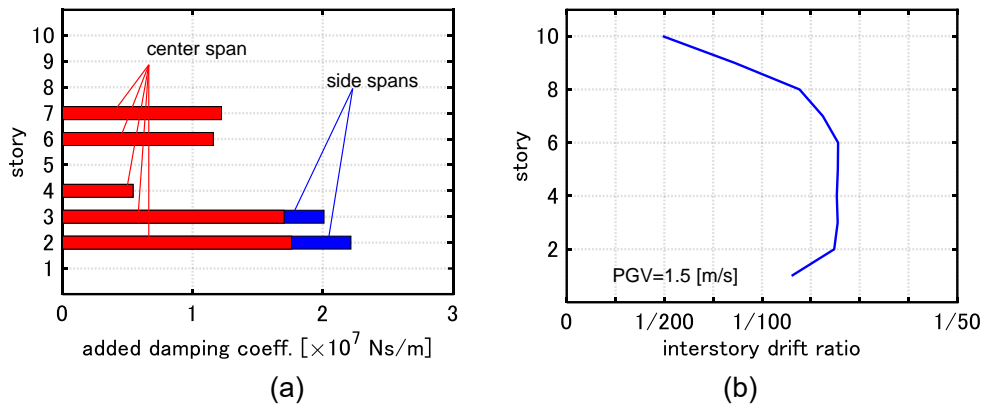 10
9
8
7
6
5
4
3
2
1
story
center span
side spans
0 1 2 3
added damping coeff. [×10⁷ Ns/m]
(a)
10
8
6
4
2
story
PGV=1.5 [m/s]
0 1/200 1/100 1/50
interstory drift ratio
(b)